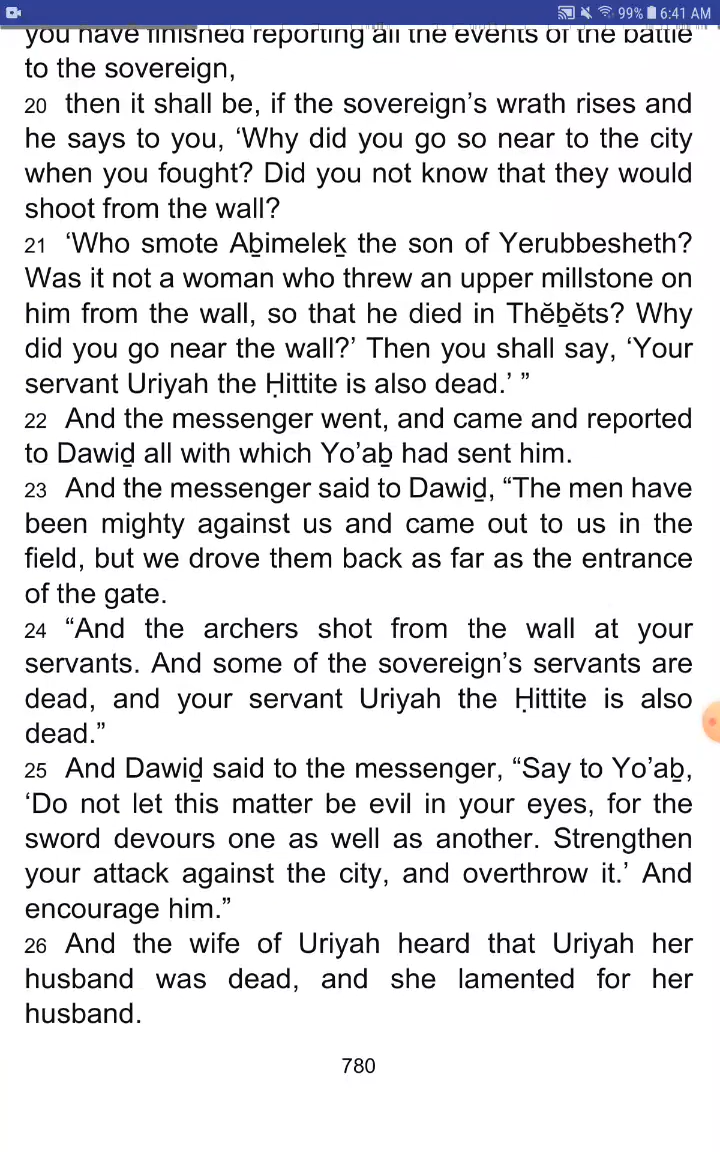 99% 6:41 AM
you have finished reporting all the events of the battle
to the sovereign,
20 then it shall be, if the sovereign’s wrath rises and
he says to you, ‘Why did you go so near to the city
when you fought? Did you not know that they would
shoot from the wall?
21 ‘Who smote Aḇimeleḵ the son of Yerubbesheth?
Was it not a woman who threw an upper millstone on
him from the wall, so that he died in Thĕḇĕts? Why
did you go near the wall?’ Then you shall say, ‘Your
servant Uriyah the Ḥittite is also dead.’ ”
22 And the messenger went, and came and reported
to Dawiḏ all with which Yo’aḇ had sent him.
23 And the messenger said to Dawiḏ, “The men have
been mighty against us and came out to us in the
field, but we drove them back as far as the entrance
of the gate.
24 “And the archers shot from the wall at your
servants. And some of the sovereign’s servants are
dead, and your servant Uriyah the Ḥittite is also
dead.”
25 And Dawiḏ said to the messenger, “Say to Yo’aḇ,
‘Do not let this matter be evil in your eyes, for the
sword devours one as well as another. Strengthen
your attack against the city, and overthrow it.’ And
encourage him.”
26 And the wife of Uriyah heard that Uriyah her
husband was dead, and she lamented for her
husband.
780